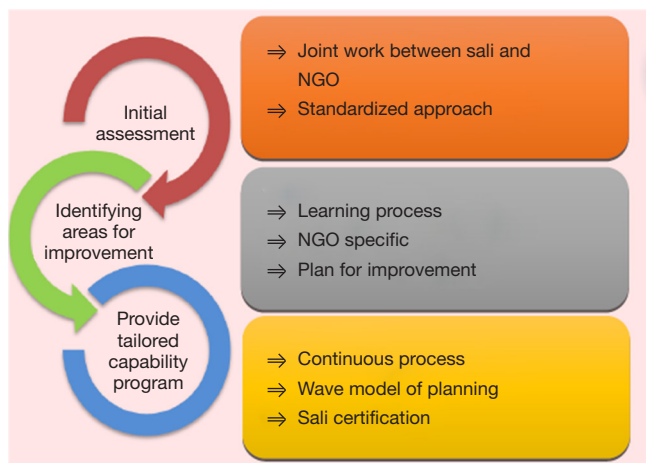 Initial
assessment
⇒ Joint work between sali and
NGO
⇒ Standardized approach
Identifying
areas for
improvement
⇒ Learning process
⇒ NGO specific
⇒ Plan for improvement
Provide
tailored
capability
program
⇒ Continuous process
⇒ Wave model of planning
⇒ Sali certification